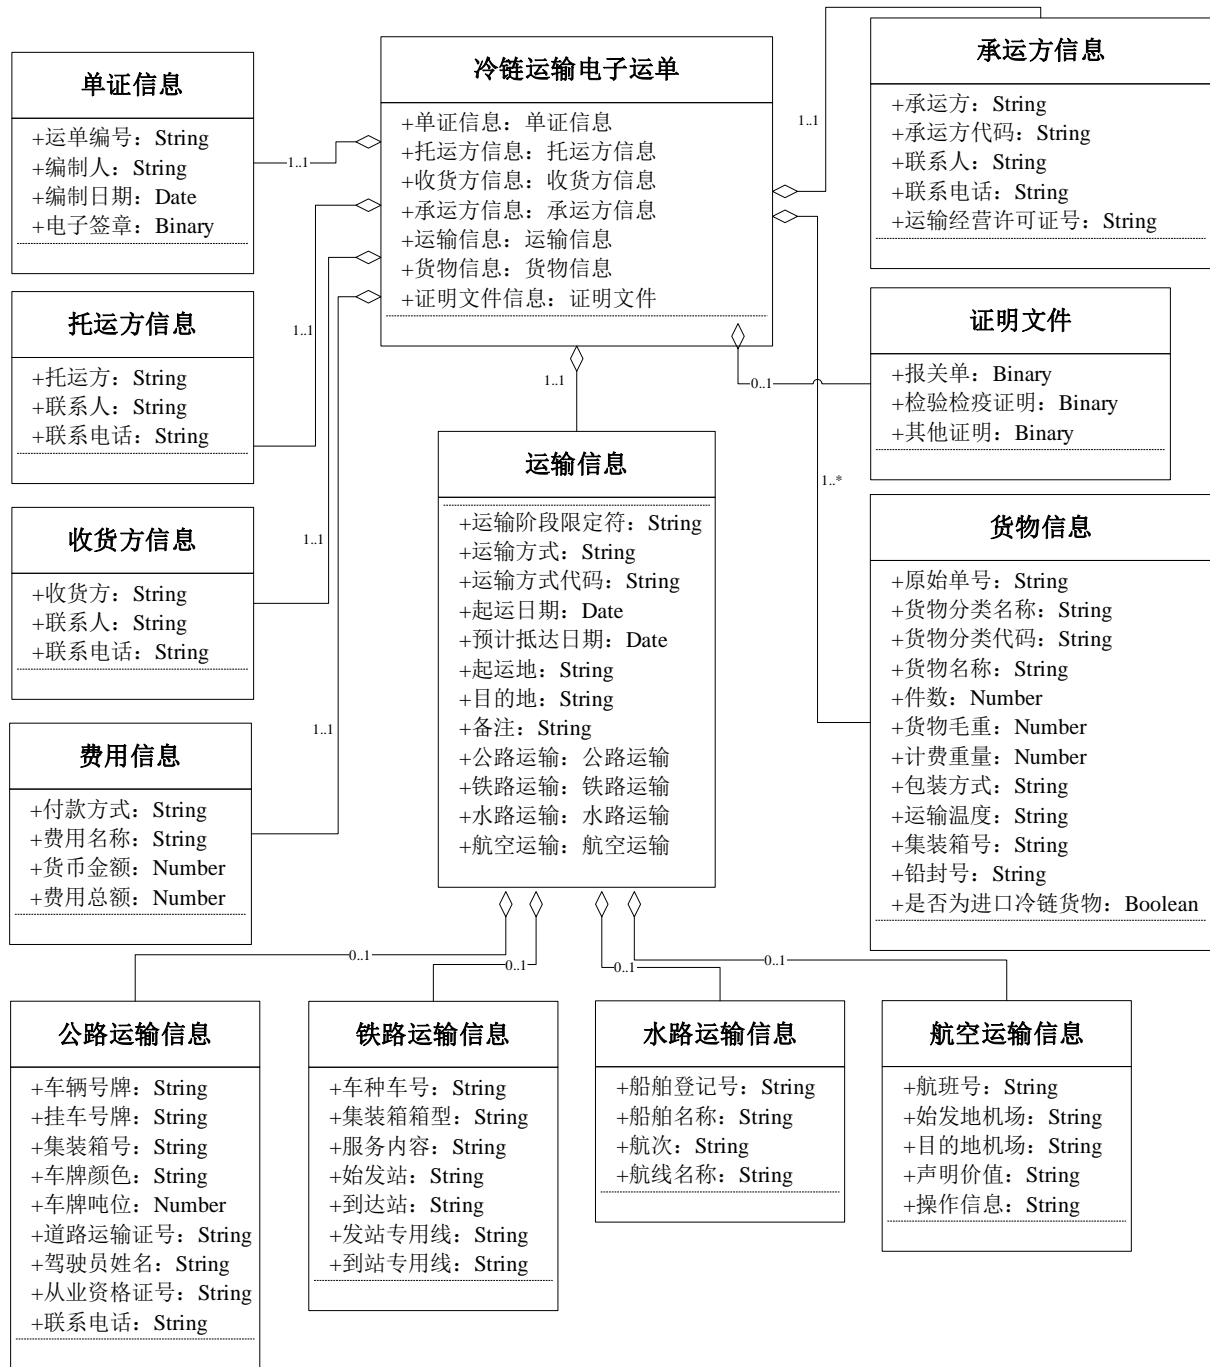 单证信息
+运单编号：String
+编制人：String
+编制日期：Date
+电子签章：Binary
冷链运输电子运单
+单证信息：单证信息
+托运方信息：托运方信息
+收货方信息：收货方信息
+承运方信息：承运方信息
+运输信息：运输信息
+货物信息：货物信息
+证明文件信息：证明文件
承运方信息
+承运方：String
+承运方代码：String
+联系人：String
+联系电话：String
+运输经营许可证号：String
1..1
1..1
托运方信息
+托运方：String
+联系人：String
+联系电话：String
1..1
1..1
0..1
证明文件
+报关单：Binary
+检验检疫证明：Binary
+其他证明：Binary
收货方信息
+收货方：String
+联系人：String
+联系电话：String
1..1
运输信息
+运输阶段限定符：String
+运输方式：String
+运输方式代码：String
+起运日期：Date
+预计抵达日期：Date
+起运地：String
+目的地：String
+备注：String
+公路运输：公路运输
+铁路运输：铁路运输
+水路运输：水路运输
+航空运输：航空运输
1..*
货物信息
+原始单号：String
+货物分类名称：String
+货物分类代码：String
+货物名称：String
+件数：Number
+货物毛重：Number
+计费重量：Number
+包装方式：String
+运输温度：String
+集装箱号：String
+铅封号：String
+是否为进口冷链货物：Boolean
费用信息
+付款方式：String
+费用名称：String
+货币金额：Number
+费用总额：Number
1..1
0..1
0..1
0..1
0..1
公路运输信息
+车辆号牌：String
+挂车号牌：String
+集装箱号：String
+车牌颜色：String
+车牌吨位：Number
+道路运输证号：String
+驾驶员姓名：String
+从业资格证号：String
+联系电话：String
铁路运输信息
+车种车号：String
+集装箱箱型：String
+服务内容：String
+始发站：String
+到达站：String
+发站专用线：String
+到站专用线：String
水路运输信息
+船舶登记号：String
+船舶名称：String
+航次：String
+航线名称：String
航空运输信息
+航班号：String
+始发地机场：String
+目的地机场：String
+声明价值：String
+操作信息：String